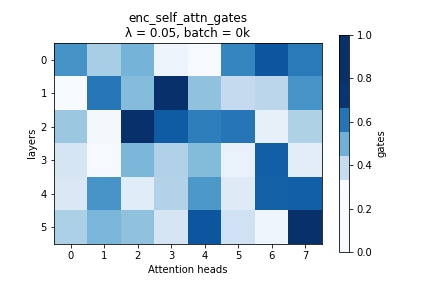 enc_self_attn_gates
λ = 0.05, batch = 0k
layers
0
1
2
3
4
5
0 1 2 3 4 5 6 7
Attention heads
1.0
0.8
0.6
0.4
0.2
0.0
gates